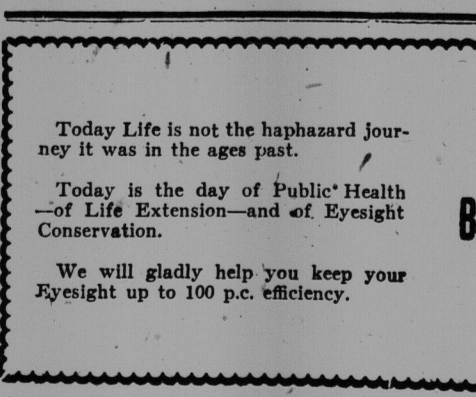 Today Life is not the haphazard jour-
ney it was in the ages past.
Today is the day of Public Health
—of Life Extension—and of Eyesight
Conservation.
We will gladly help you keep your
Eyesight up to 100 p.c. efficiency.
B